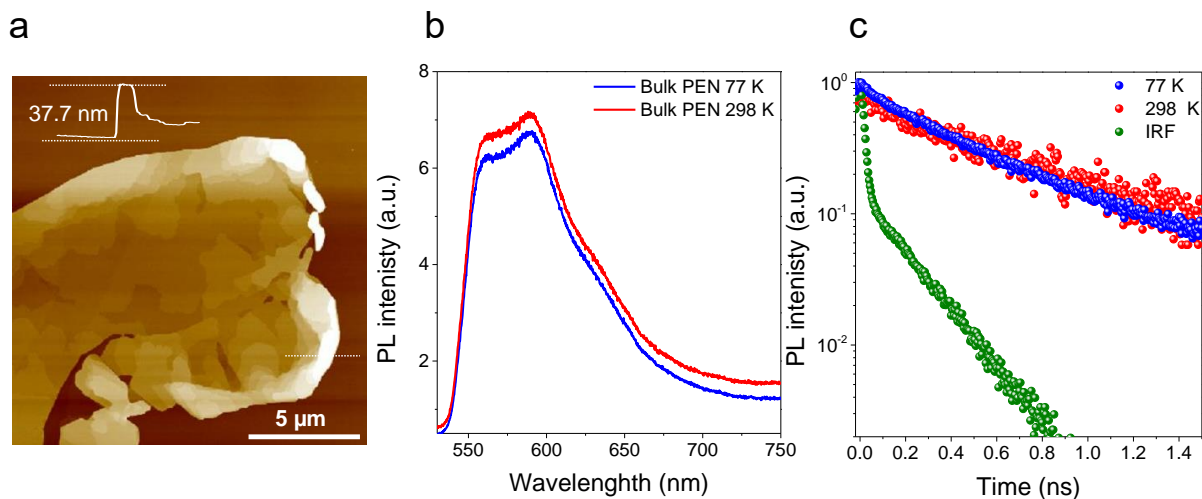 a
37.7 nm
5 µm
b
PL intenisty (a.u.)
8
6
4
2
Bulk PEN 77 K
Bulk PEN 298 K
550 600 650 700 750
Wavelenghth (nm)
c
PL intenisty (a.u.)
10⁰
10⁻¹
10⁻²
77 K
298 K
IRF
0.0 0.2 0.4 0.6 0.8 1.0 1.2 1.4
Time (ns)